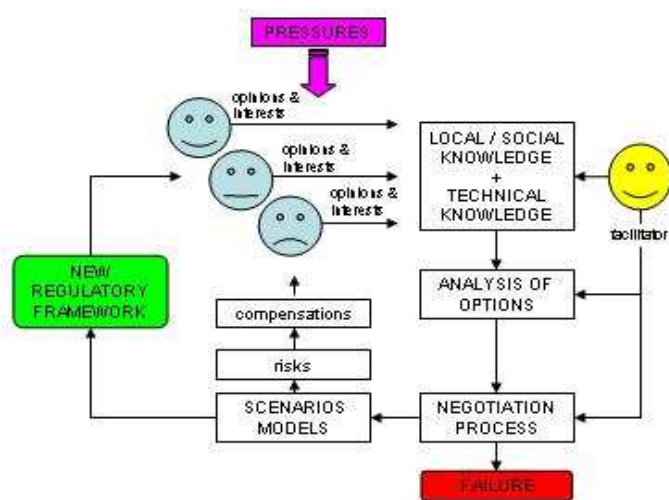 PRESSURES
opinions &
interests
opinions &
interests
opinions &
interests
LOCAL / SOCIAL
KNOWLEDGE
+
TECHNICAL
KNOWLEDGE
facilitator
NEW
REGULATORY
FRAMEWORK
compensations
ANALYSIS OF
OPTIONS
risks
SCENARIOS
MODELS
NEGOTIATION
PROCESS
FAILURE